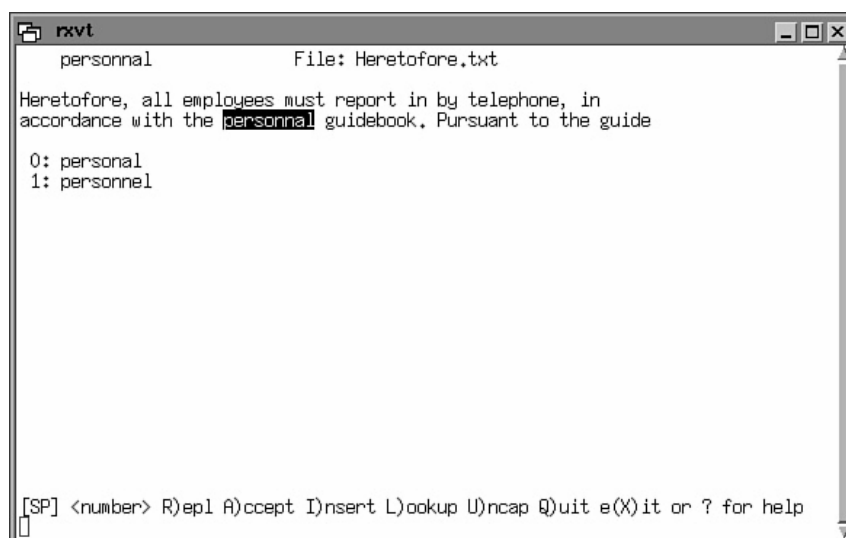 rxvt
personnal File: Heretofore.txt
Heretofore, all employees must report in by telephone, in
accordance with the personnal guidebook. Pursuant to the guide
0: personal
1: personnel
[SP] <number> R)epl A)ccept I)nsert L)ookup U)ncap Q)uit e(X)it or ? for help